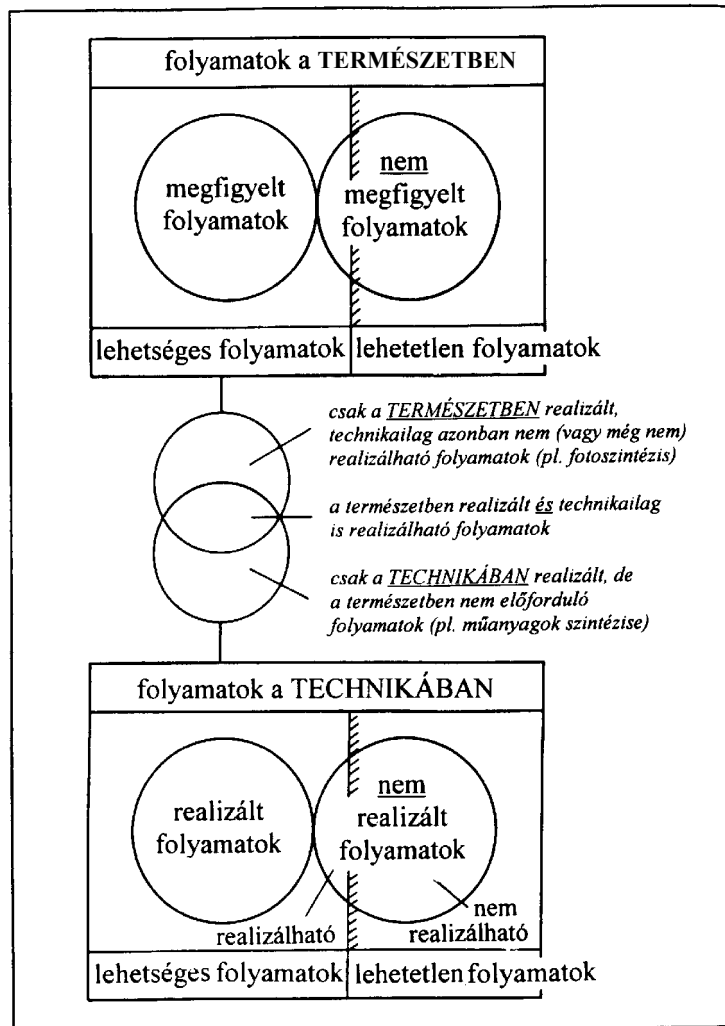 folyamatok a TERMÉSZETBEN
megfigyelt
folyamatok
nem
megfigyelt
folyamatok
lehetséges folyamatok
lehetetlen folyamatok
csak a TERMÉSZETBEN realizált,
technikailag azonban nem (vagy még nem)
realizálható folyamatok (pl. fotoszintézis)
a természetben realizált és technikailag
is realizálható folyamatok
csak a TECHNIKÁBAN realizált, de
a természetben nem előforduló
folyamatok (pl. műanyagok szintézise)
folyamatok a TECHNIKÁBAN
realizált
folyamatok
nem
realizált
folyamatok
realizálható
nem
realizálható
lehetséges folyamatok
lehetetlen folyamatok